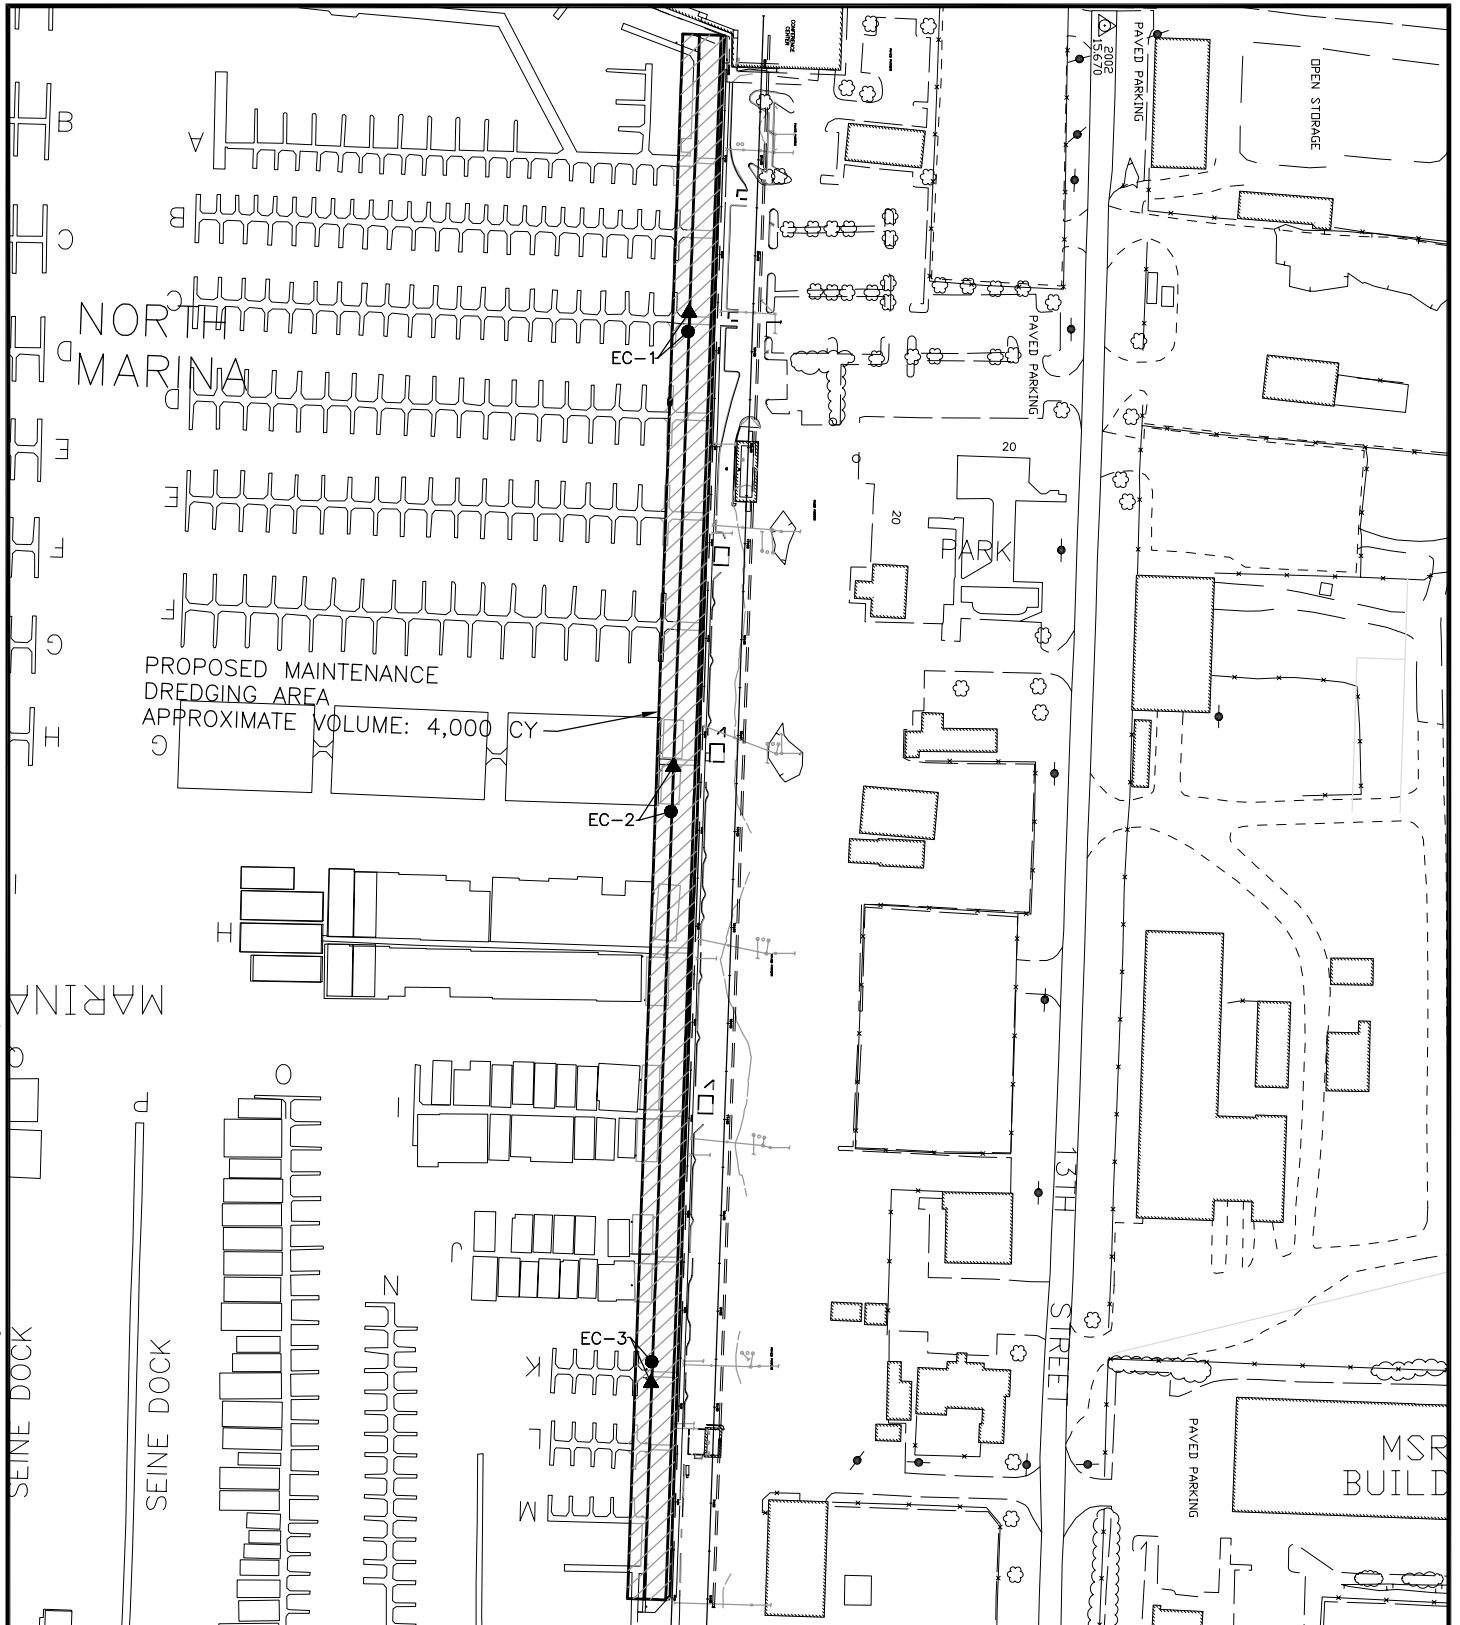 CONFERENCE
CENTER
2002
15.670
PAVED PARKING
OPEN STORAGE
B
A
B
C
C
NORTH
MARINA
D
D
EC-1
PAVED PARKING
E
E
20
20
PARK
F
F
G
PROPOSED MAINTENANCE
DREDGING AREA
APPROXIMATE VOLUME: 4,000 CY
G
H
EC-2
I
H
MARINA
Q
P
O
I
13TH
STREET
J
N
EC-3
K
SEINE DOCK
SEINE DOCK
L
M
PAVED PARKING
MSR
BUILD